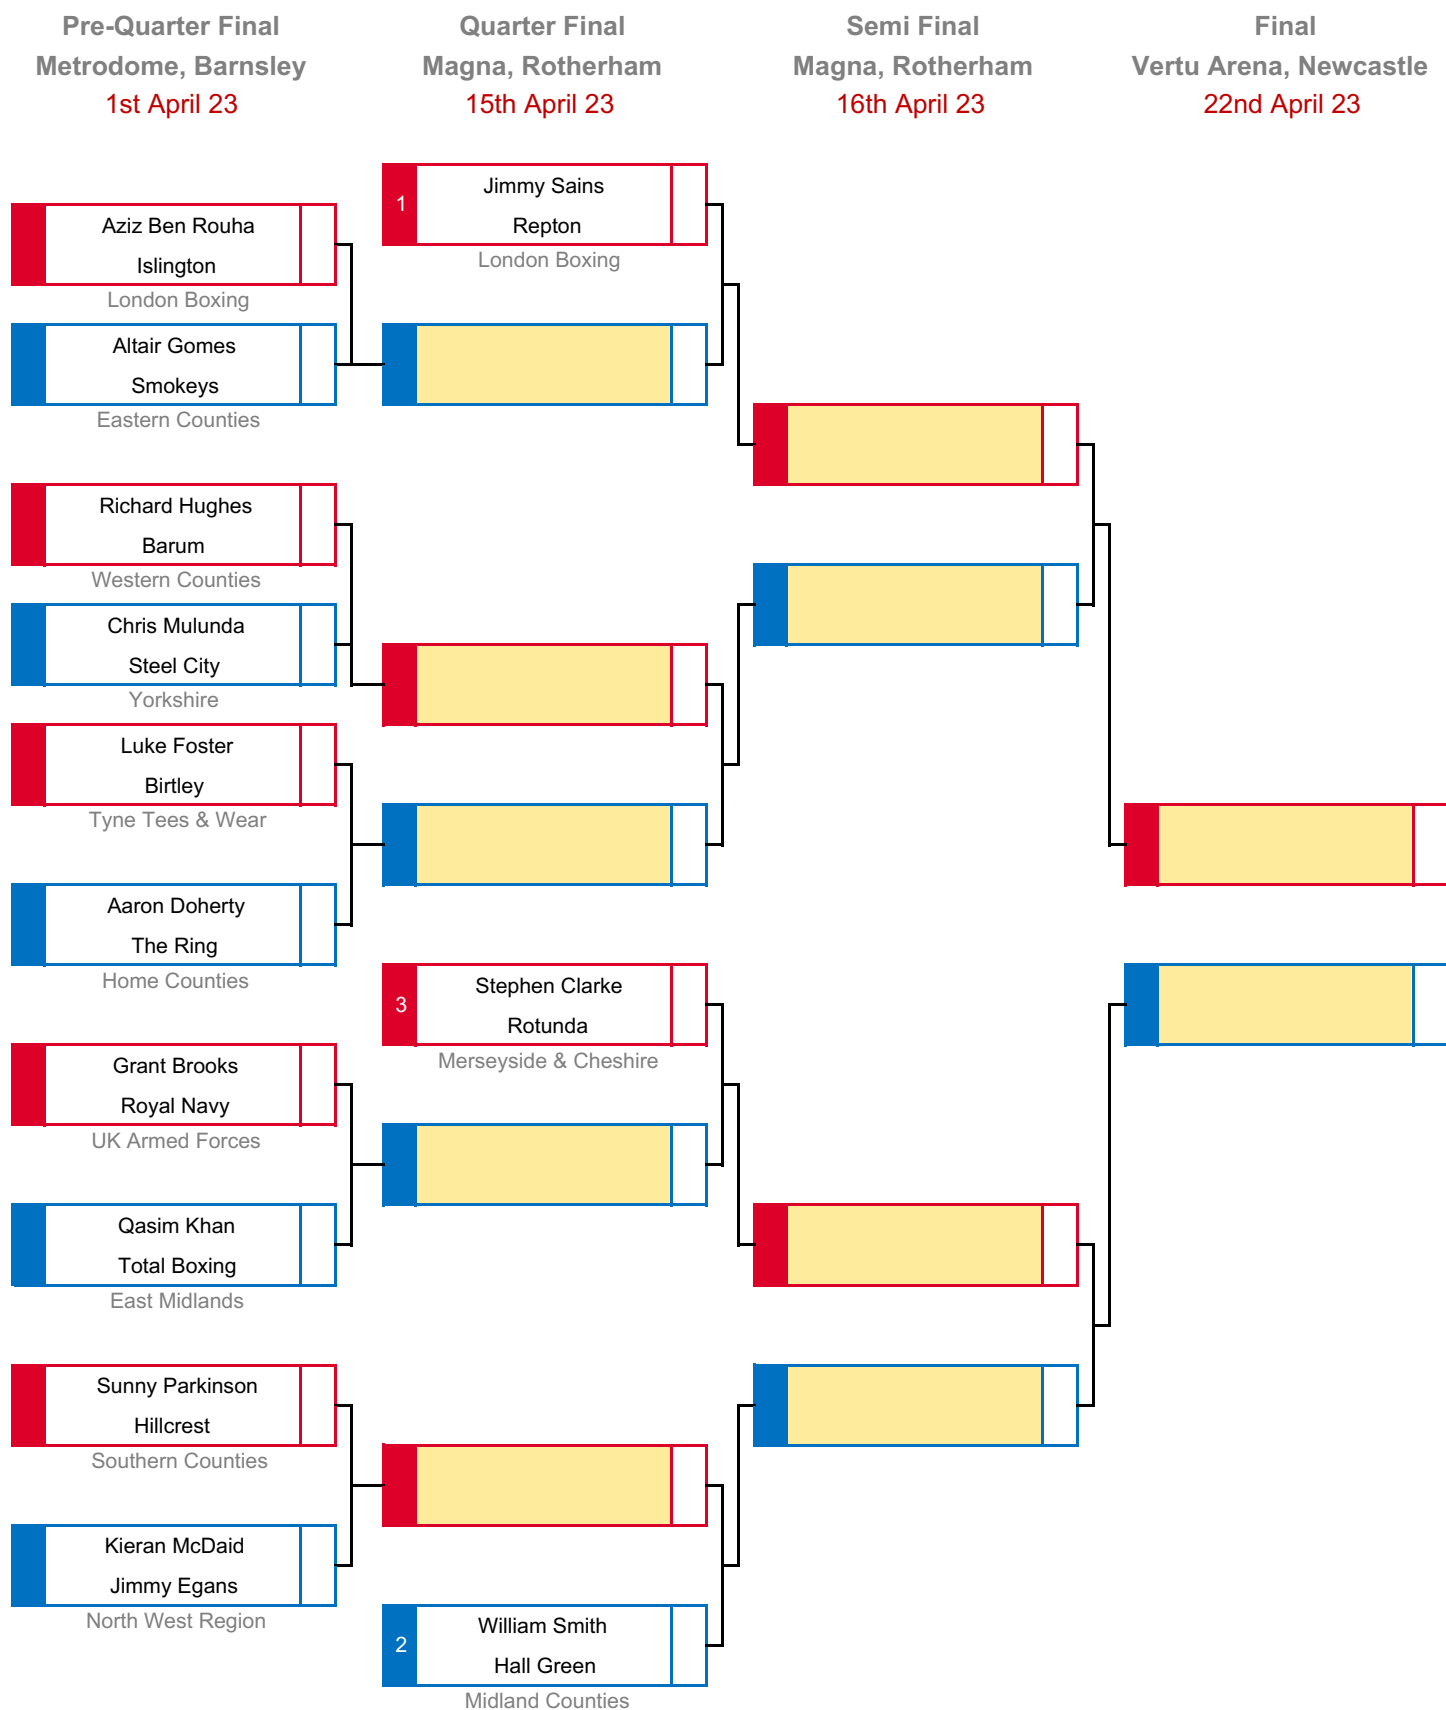 Pre-Quarter Final
Metrodome, Barnsley
1st April 23
Quarter Final
Magna, Rotherham
15th April 23
Semi Final
Magna, Rotherham
16th April 23
Final
Vertu Arena, Newcastle
22nd April 23
Aziz Ben Rouha
Islington
London Boxing
Altair Gomes
Smokeys
Eastern Counties
Richard Hughes
Barum
Western Counties
Chris Mulunda
Steel City
Yorkshire
Luke Foster
Birtley
Tyne Tees & Wear
Aaron Doherty
The Ring
Home Counties
Grant Brooks
Royal Navy
UK Armed Forces
Qasim Khan
Total Boxing
East Midlands
Sunny Parkinson
Hillcrest
Southern Counties
Kieran McDaid
Jimmy Egans
North West Region
1
Jimmy Sains
Repton
London Boxing
3
Stephen Clarke
Rotunda
Merseyside & Cheshire
2
William Smith
Hall Green
Midland Counties